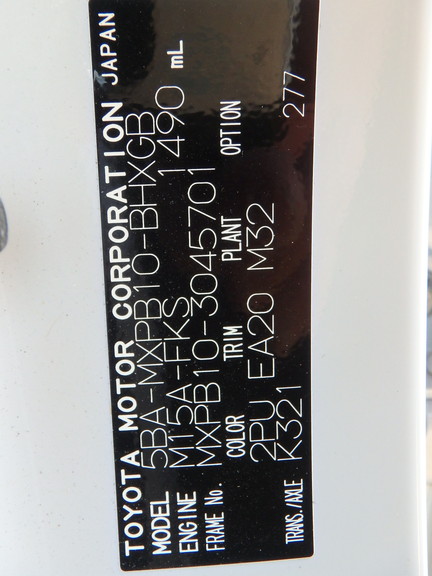 TOYOTA MOTOR CORPORATION JAPAN
MODEL 5BA-MXPB10-BHXGB
ENGINE M15A-FKS 1490 mL
FRAME No. MXPB10-3045701
COLOR TRIM PLANT OPTION
2PU EA20 M32
TRANS./AXLE K321 277